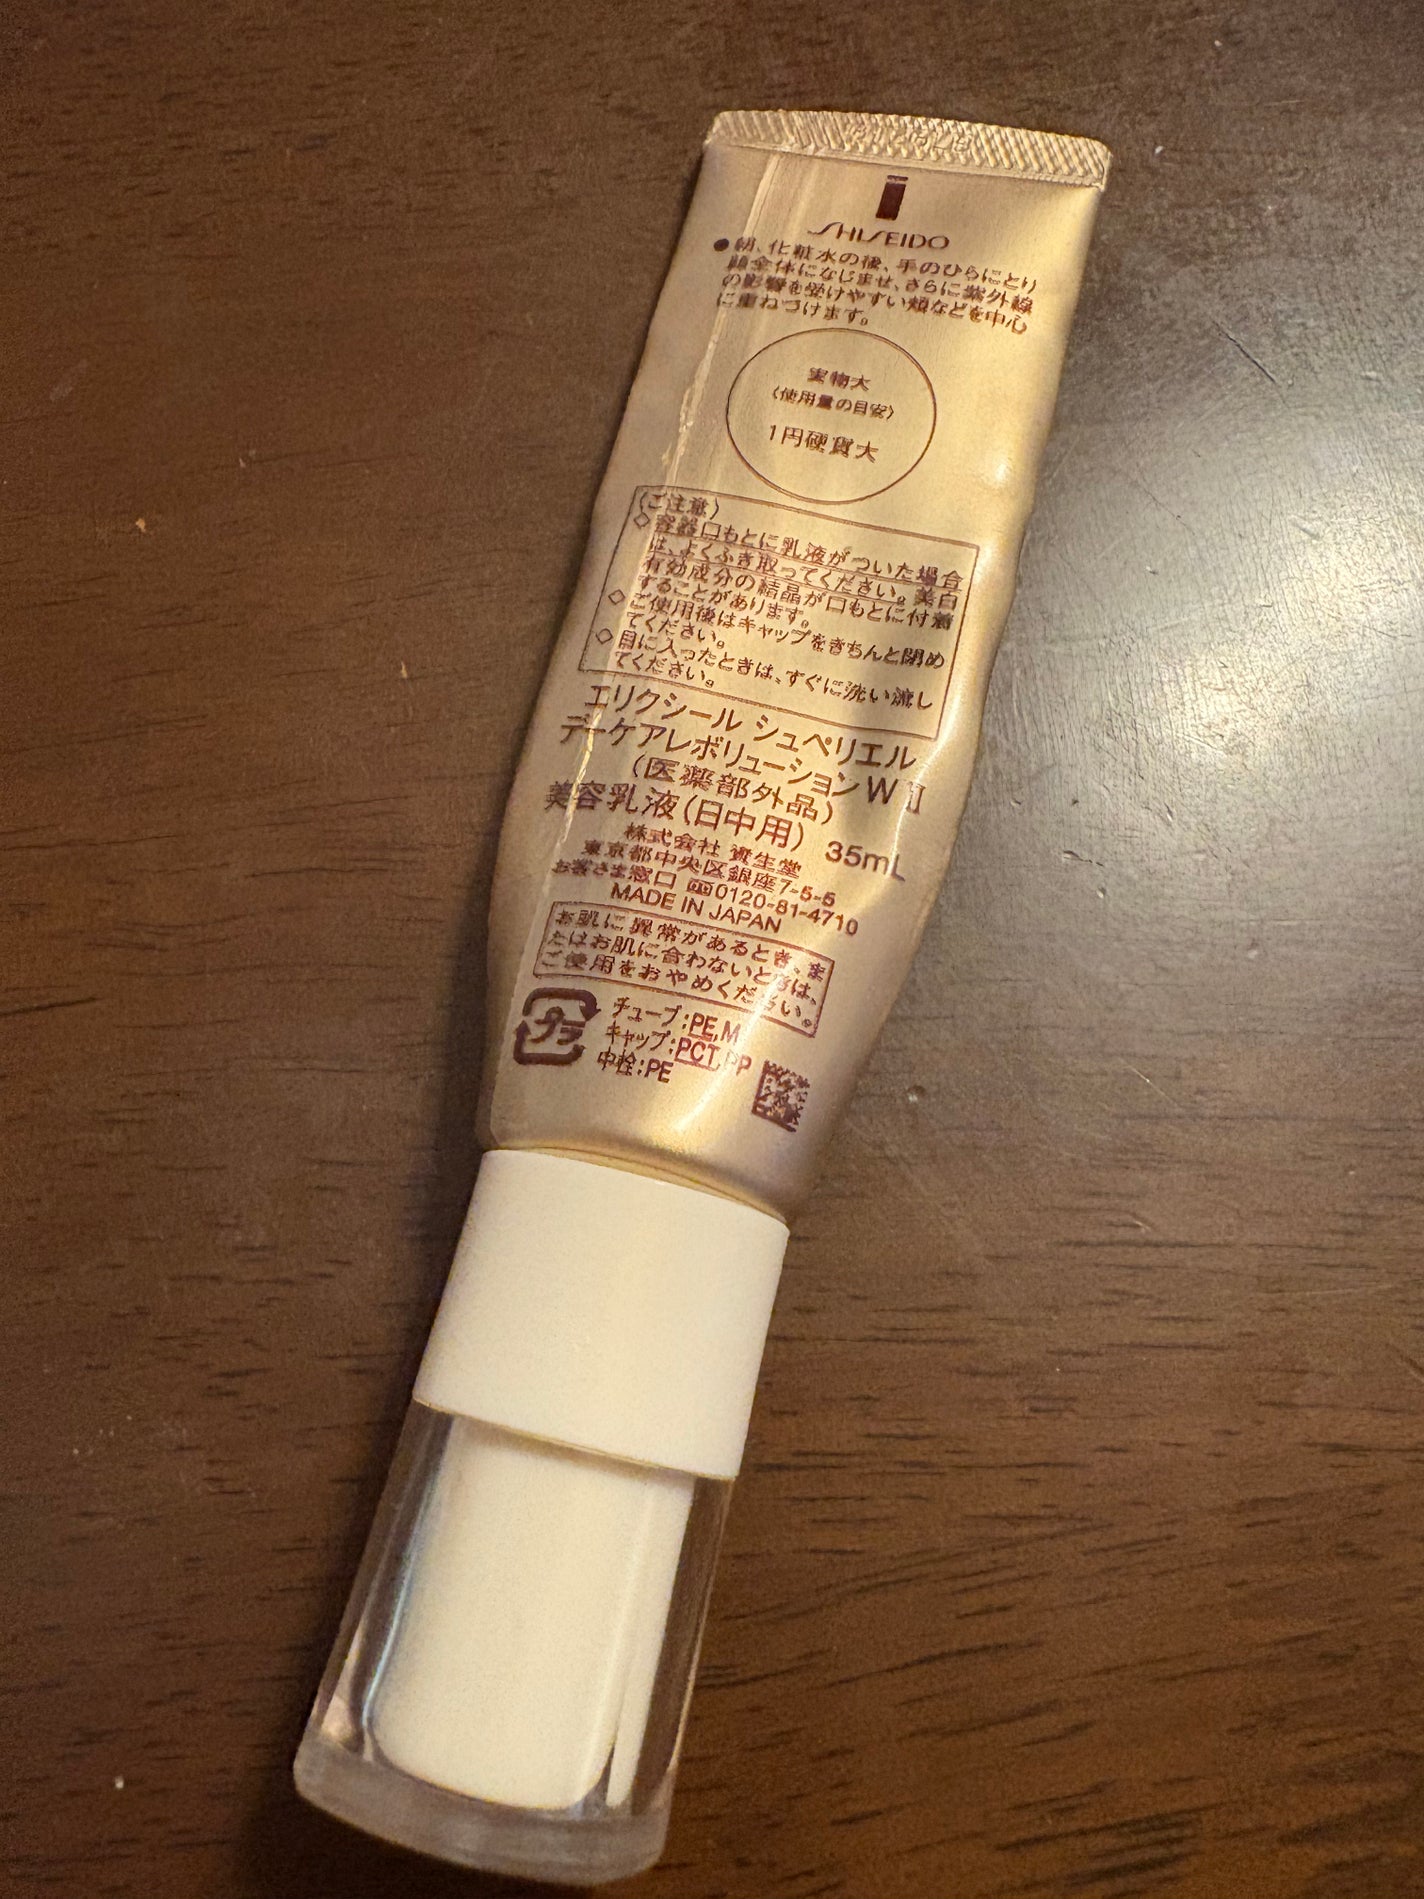 SHISEIDO
●朝、化粧水の後、手のひらにとり
顔全体になじませ、さらに紫外線
の影響を受けやすい頬などを中心
に重ねづけます。
実物大
〈使用量の目安〉
1円硬貨大
〈ご注意〉
◇容器口もとに乳液がついた場合
は、よくふき取ってください。美白
有効成分の結晶が口もとに付着
することがあります。
◇ご使用後はキャップをきちんと閉め
てください。
◇目に入ったときは、すぐに洗い流し
てください。
エリクシール シュペリエル
デーケアレボリューション W Ⅱ
(医薬部外品)
美容乳液(日中用) 35mL
株式会社 資生堂
東京都中央区銀座7-5-5
お客さま窓口 0120-81-4710
MADE IN JAPAN
お肌に異常があるとき、ま
たはお肌に合わないときは、
ご使用をおやめください。
プラ
チューブ:PE,M
キャップ:PCT,PP
中栓:PE